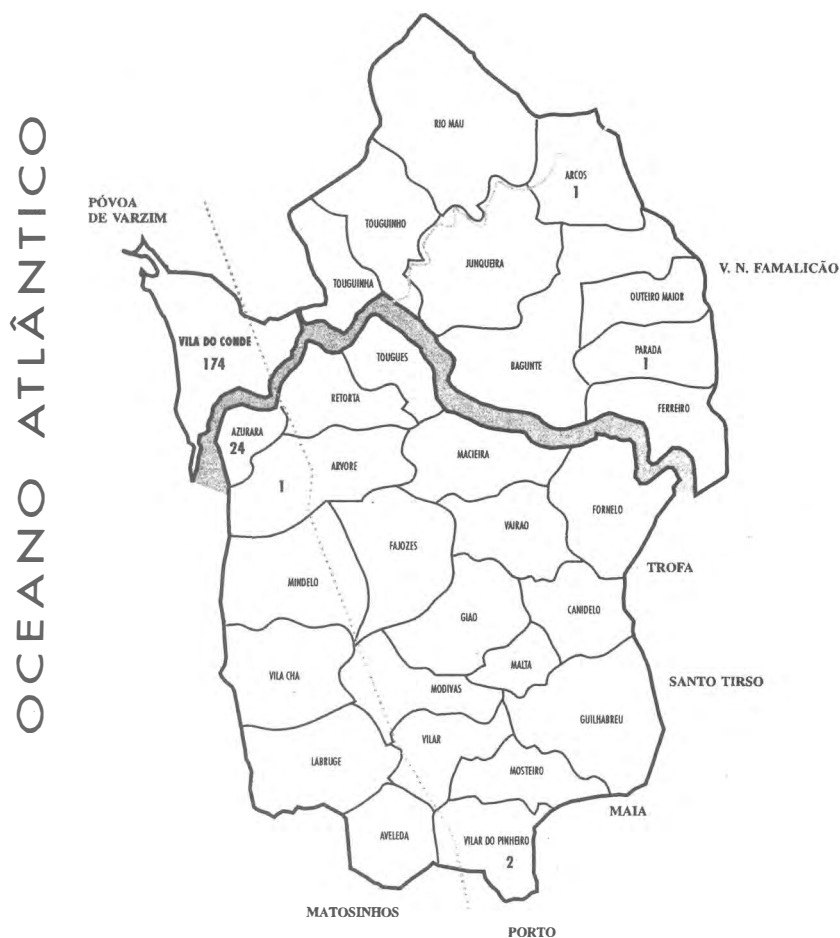 OCEANO ATLÂNTICO
PÓVOA
DE VARZIM
RIO MAU
ARCOS
1
TOUGUINHO
JUNQUEIRA
V. N. FAMALICÃO
TOUGUINHA
OUTEIRO MAIOR
VILA DO CONDE
174
TOUGUES
BAGUNTE
PARADA
1
RETORTA
FERREIRO
AZURARA
24
1
ARVORE
MACIEIRA
FORNELO
VAIRAO
FAJOZES
TROFA
MINDELO
GIAO
CANIDELO
MALTA
VILA CHA
MODIVAS
SANTO TIRSO
GUILHABREU
VILAR
LABRUGE
MOSTEIRO
MAIA
AVELEDA
VILAR DO PINHEIRO
2
MATOSINHOS
PORTO